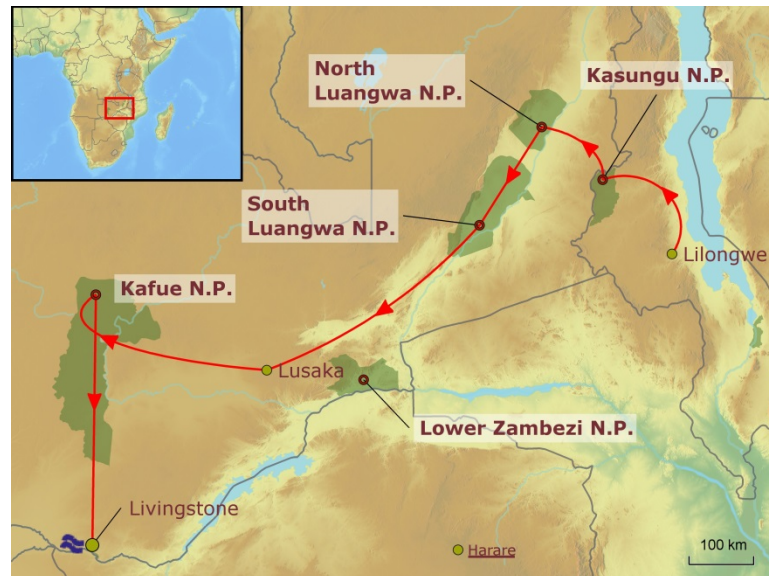 North
Luangwa N.P.
Kasungu N.P.
South
Luangwa N.P.
Lilongwe
Kafue N.P.
Lusaka
Lower Zambezi N.P.
Livingstone
Harare
100 km